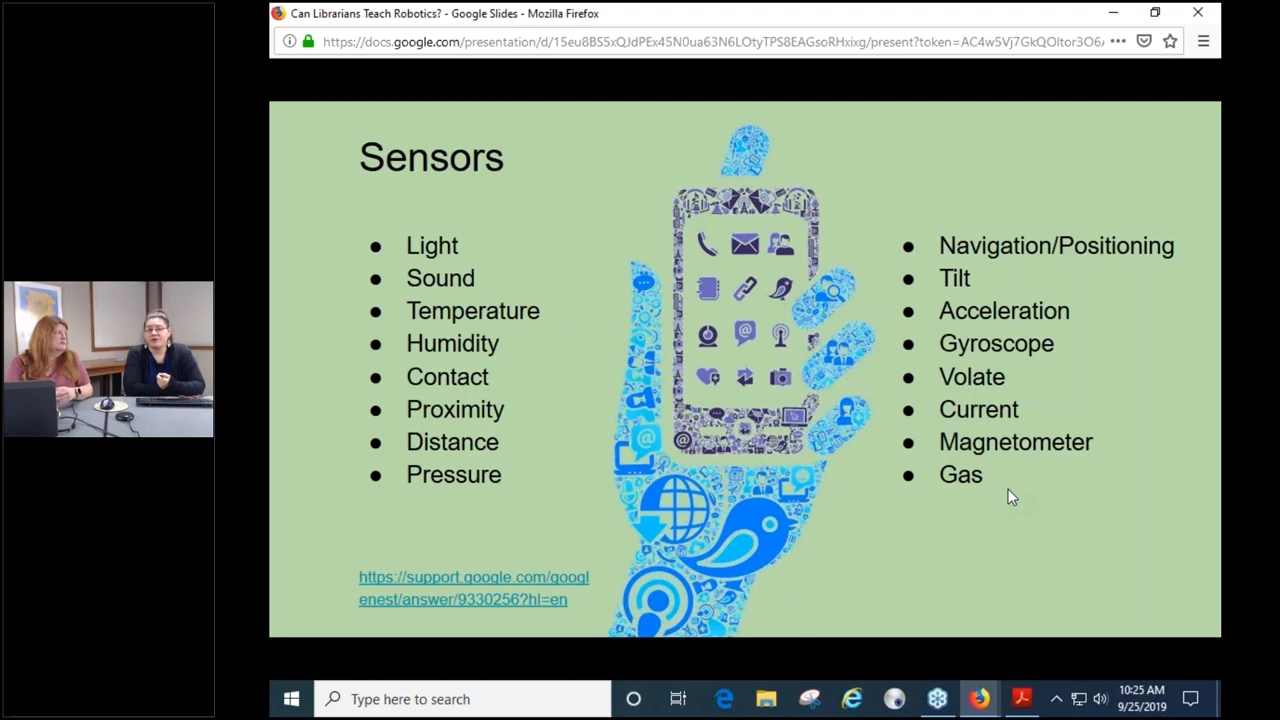 Can Librarians Teach Robotics? - Google Slides - Mozilla Firefox
https://docs.google.com/presentation/d/15eu8BS5xQJdPEx45N0ua63N6LOtyTPS8EAGsoRHxixg/present?token=AC4w5Vj7GkQOltor3O6A
Sensors
Light
Sound
Temperature
Humidity
Contact
Proximity
Distance
Pressure
Navigation/Positioning
Tilt
Acceleration
Gyroscope
Volate
Current
Magnetometer
Gas
https://support.google.com/googl
enest/answer/9330256?hl=en
Type here to search
10:25 AM
9/25/2019